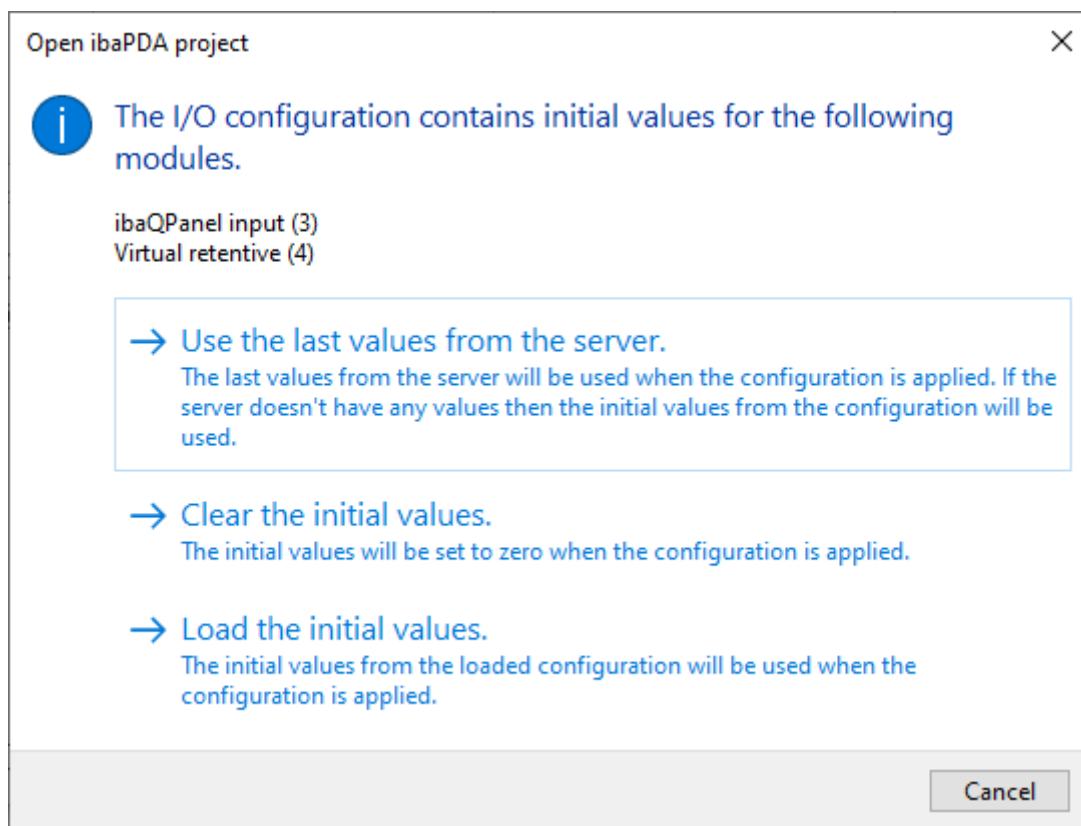 Open ibaPDA project
The I/O configuration contains initial values for the following
modules.
ibaQPanel input (3)
Virtual retentive (4)
Use the last values from the server.
The last values from the server will be used when the configuration is applied. If the
server doesn't have any values then the initial values from the configuration will be
used.
Clear the initial values.
The initial values will be set to zero when the configuration is applied.
Load the initial values.
The initial values from the loaded configuration will be used when the
configuration is applied.
Cancel